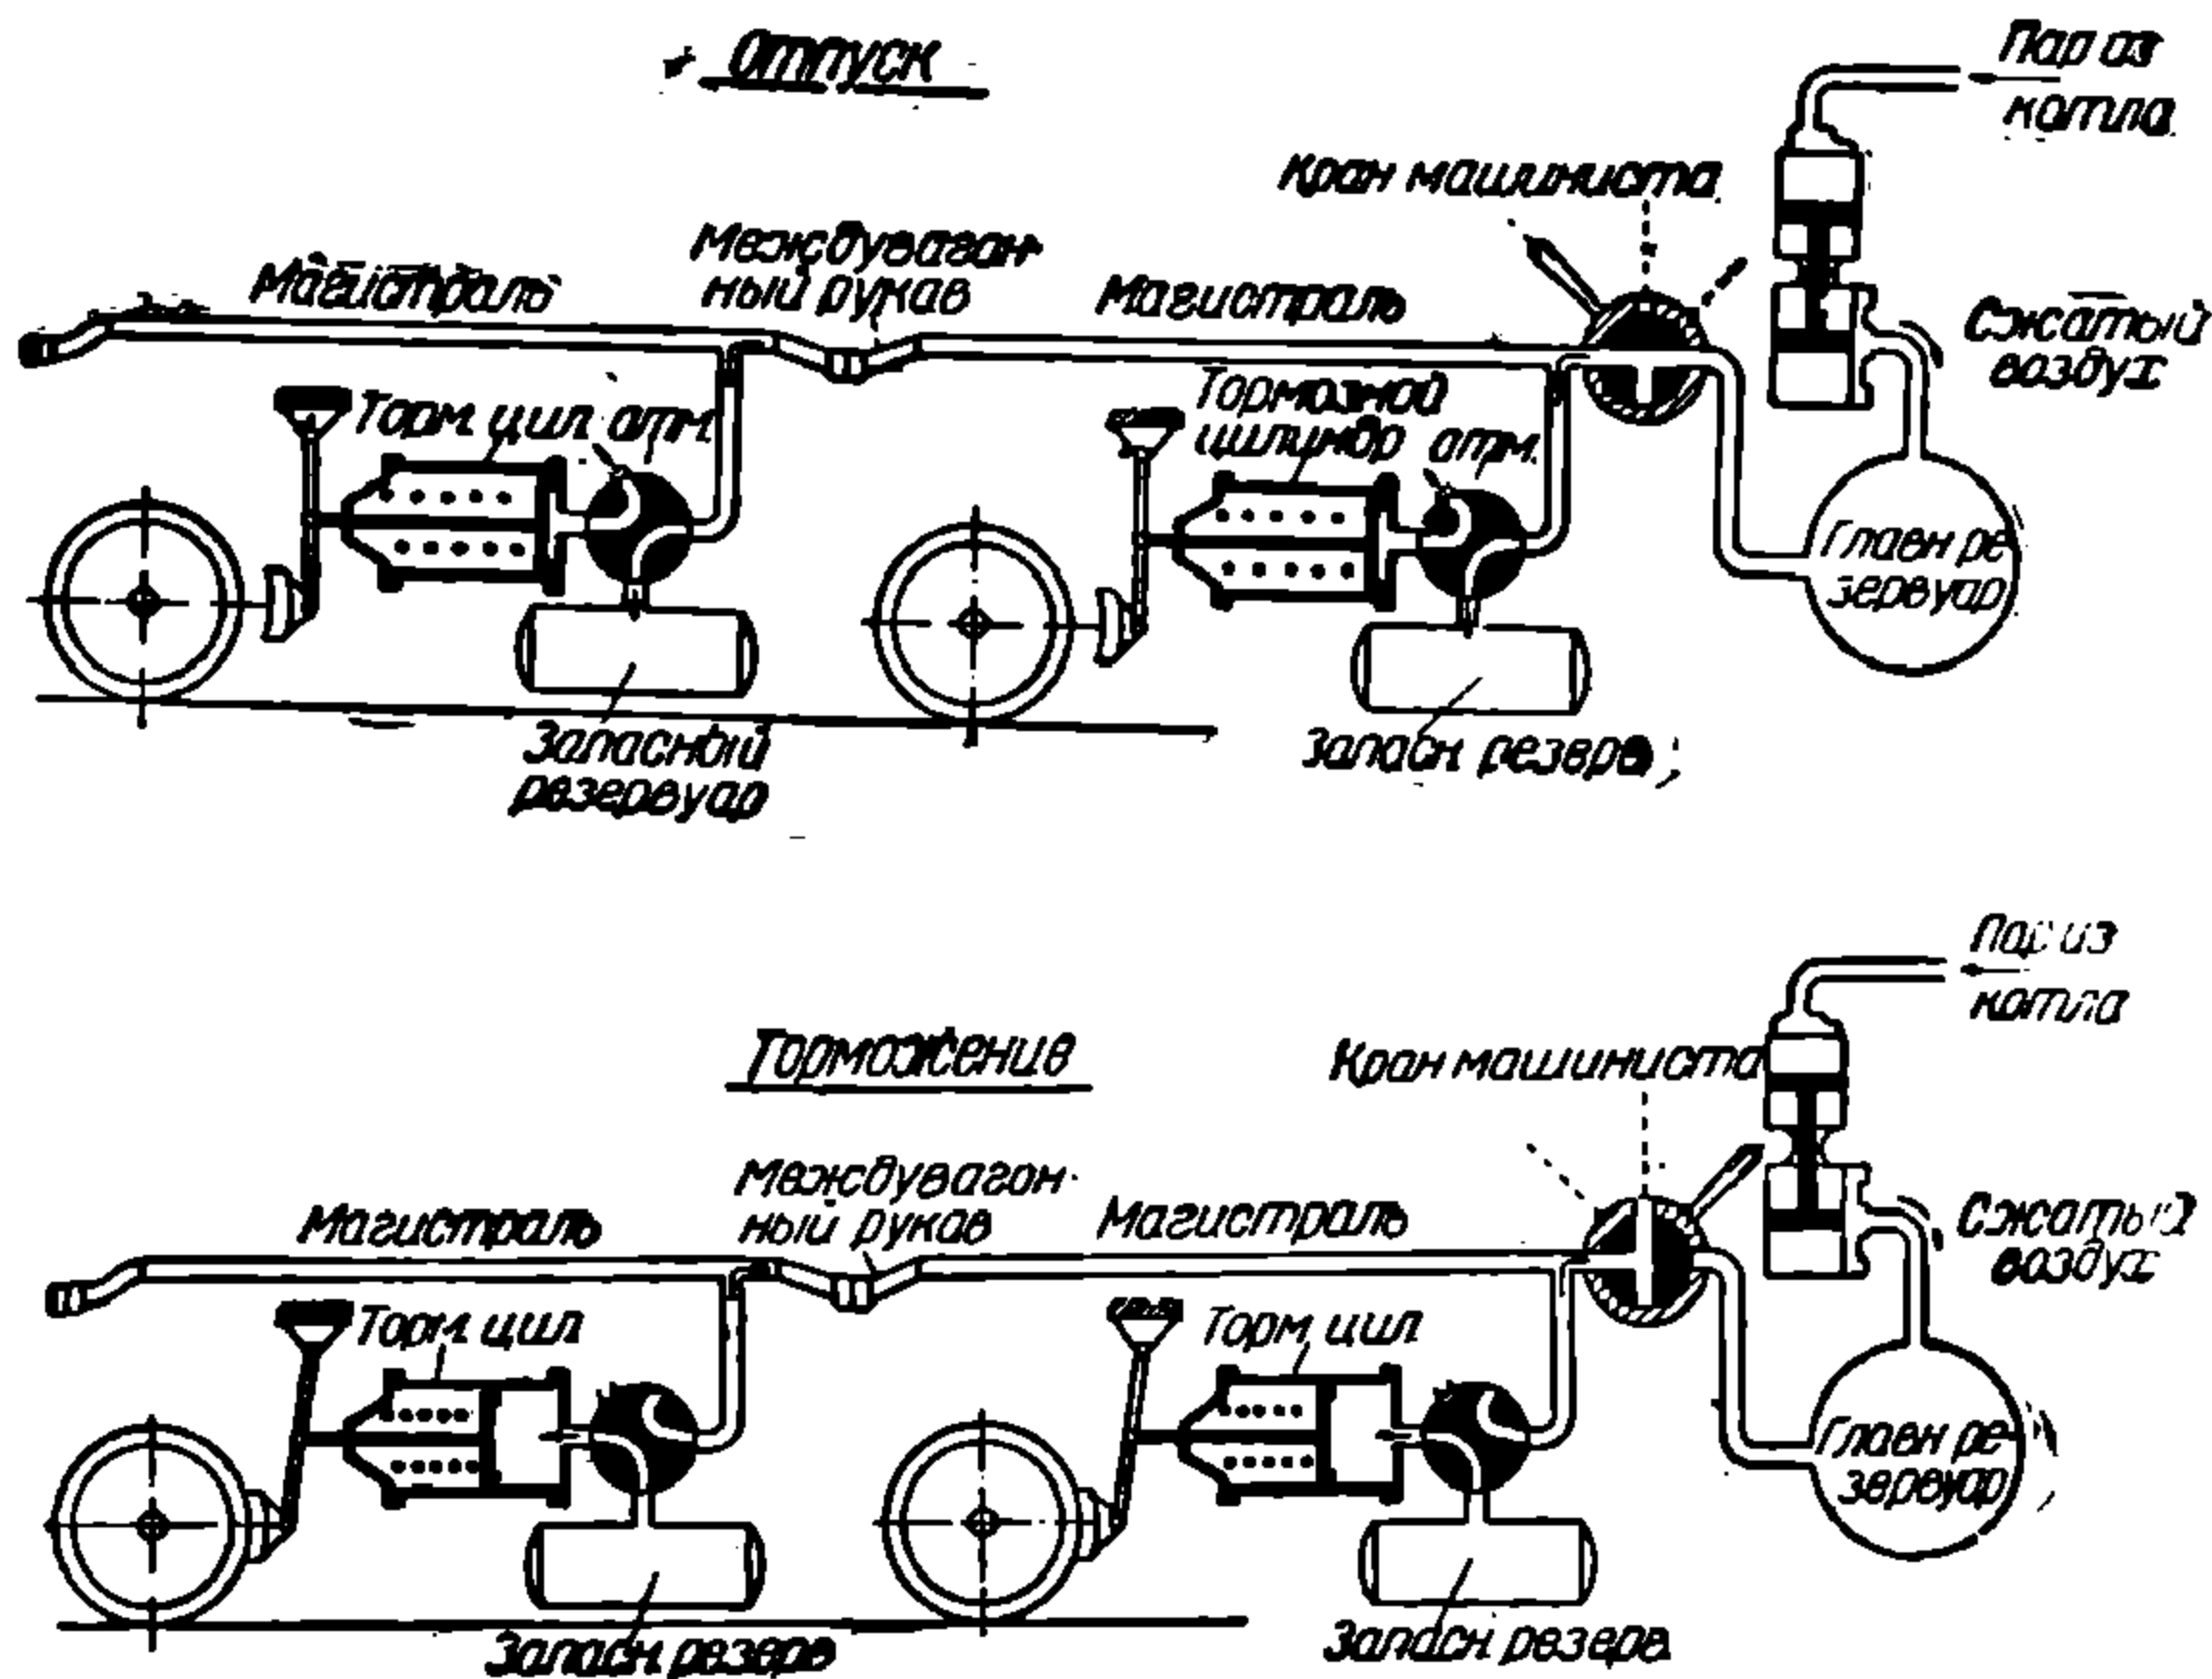 Отпуск
Пар из
котла
Кран машиниста
Междувагон
ный рукав
Магистраль
Магистраль
Сжатый
воздух
Торм цил атм
Тормозной
цилиндр атм.
Главн ре
зервуар
Запасный
резервуар
Запасн резерв
Пар из
котла
Торможение
Кран машиниста
Междувагон
ный рукав
Магистраль
Магистраль
Сжатый
воздух
Торм цил
Торм цил
Главн ре-
зервуар
Запасн резерв
Запасн резерв